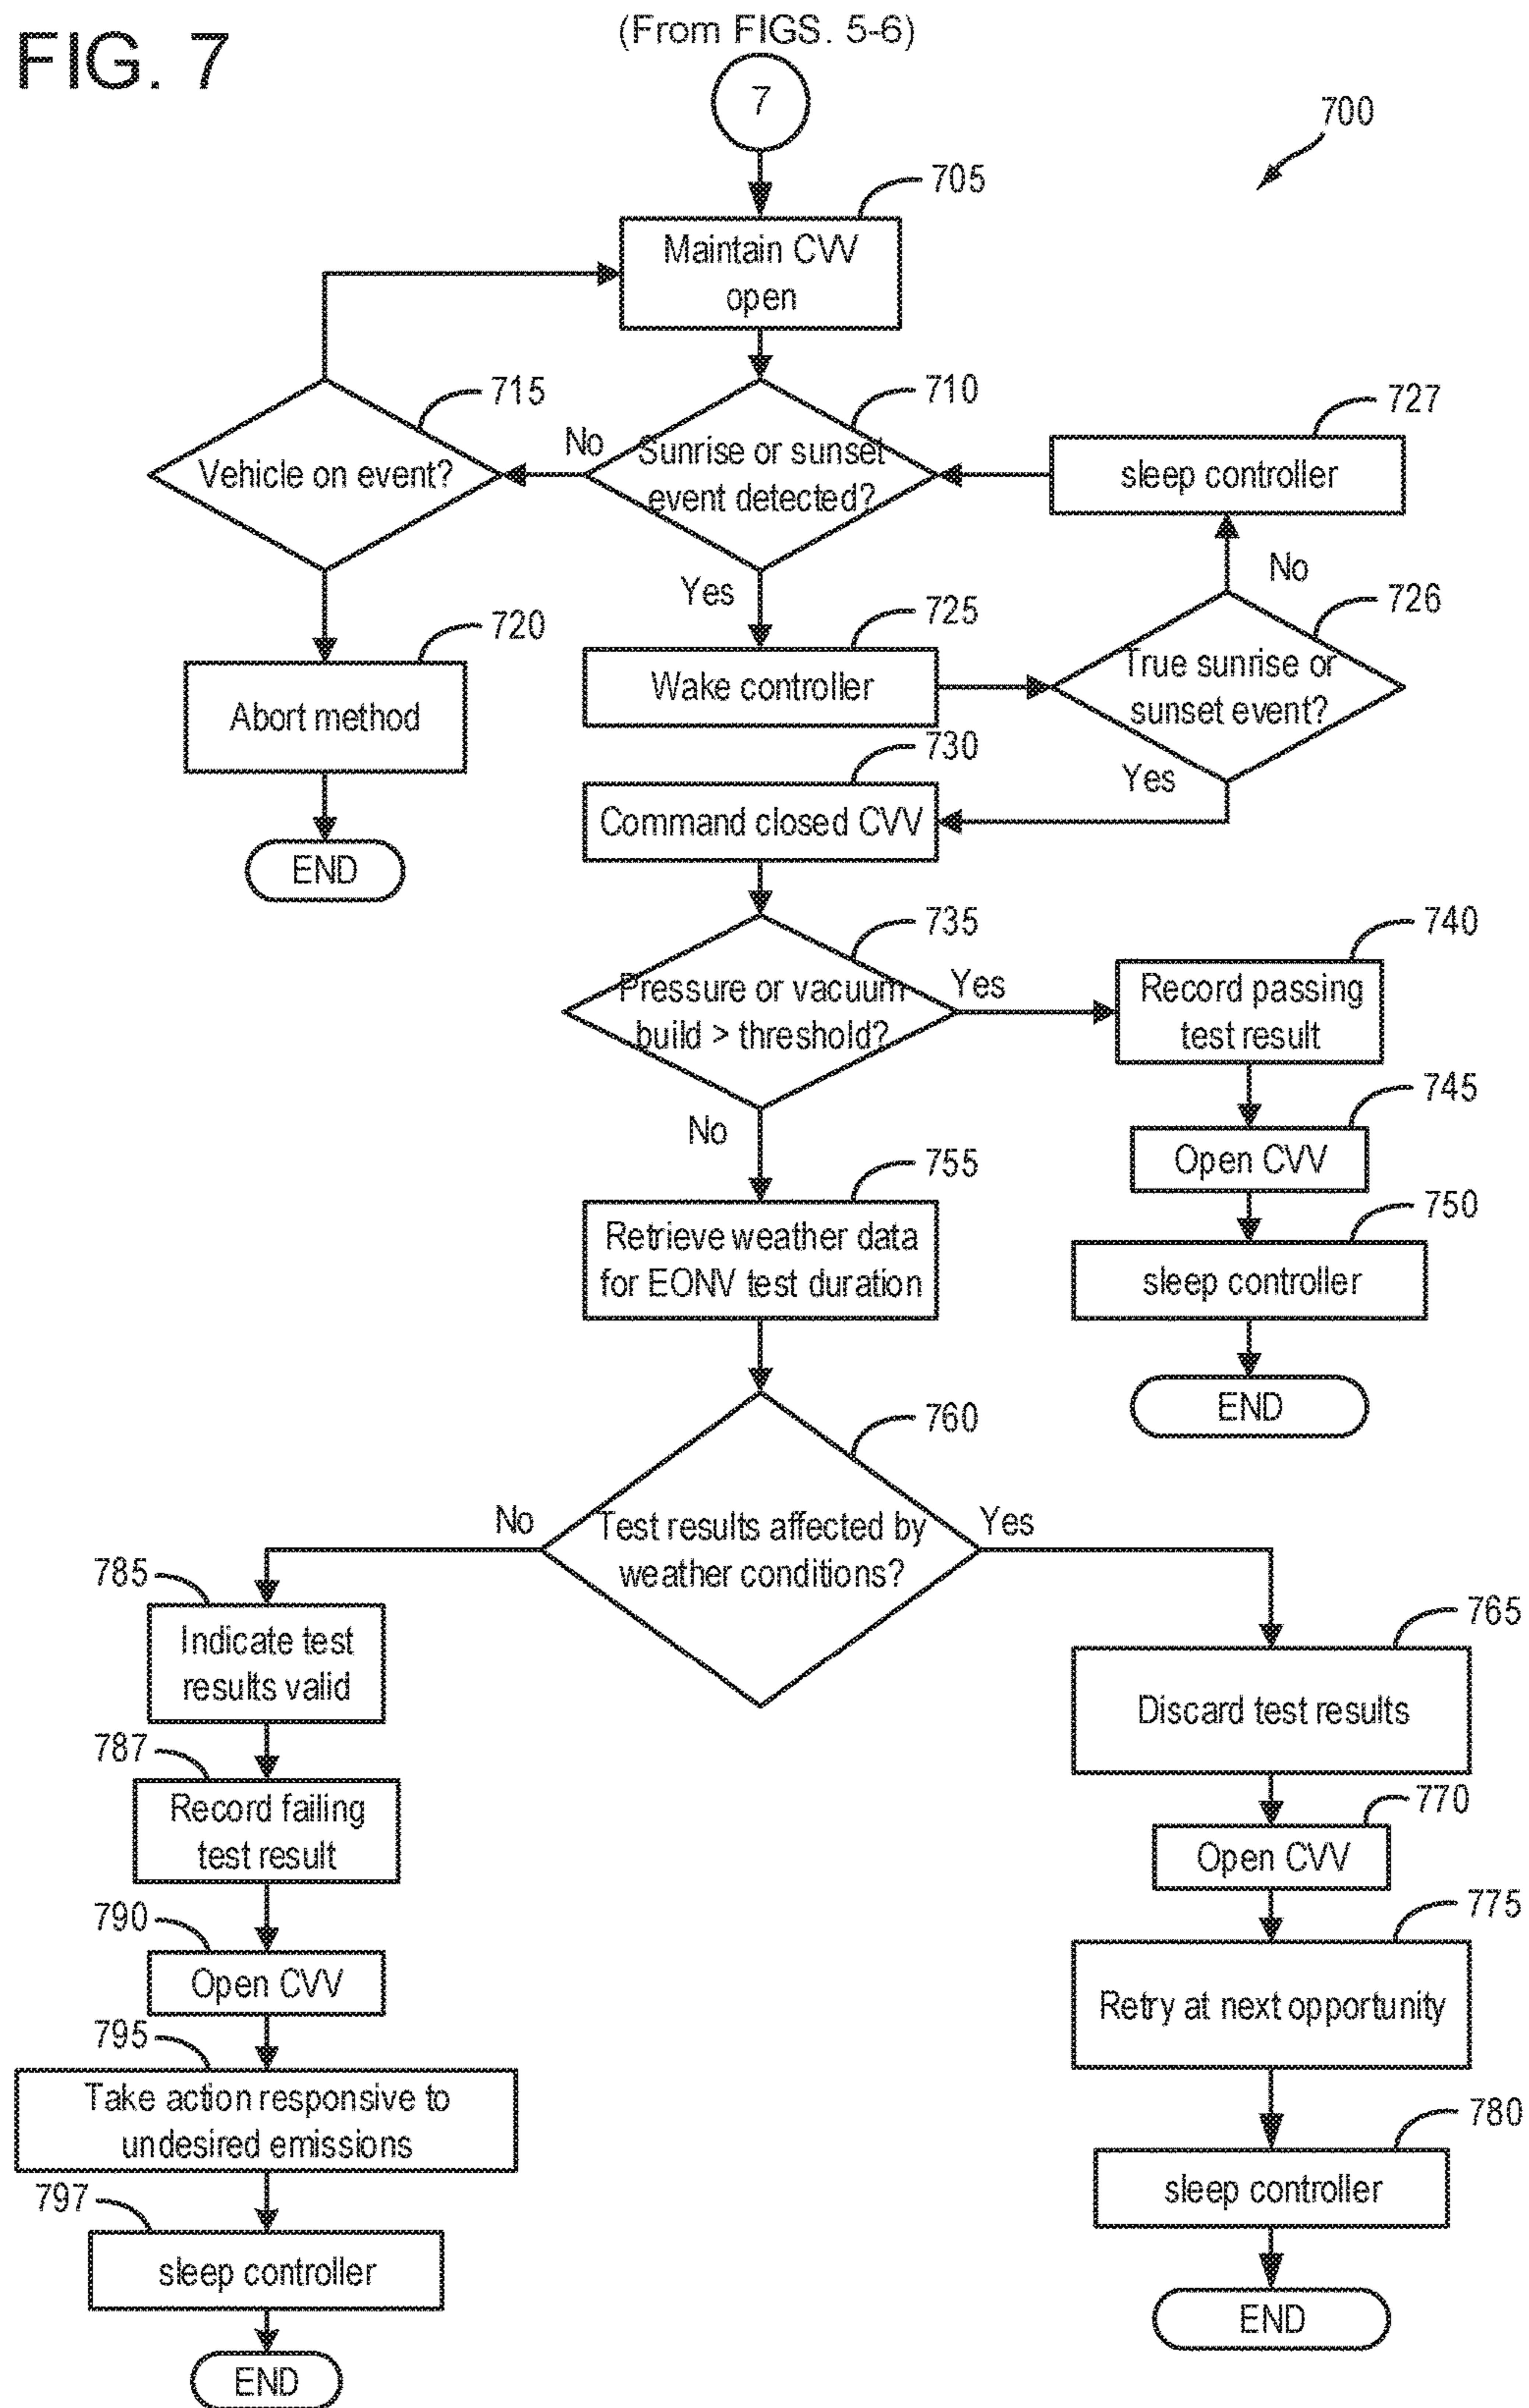 FIG. 7
(From FIGS. 5-6)
7
700
705
Maintain CVV
open
715
Vehicle on event?
No
710
Sunrise or sunset
event detected?
727
sleep controller
No
Yes
720
Abort method
END
725
Wake controller
726
True sunrise or
sunset event?
Yes
730
Command closed CVV
735
Pressure or vacuum
build > threshold?
Yes
740
Record passing
test result
745
Open CVV
750
sleep controller
END
No
755
Retrieve weather data
for EONV test duration
760
Test results affected by
weather conditions?
No
Yes
785
Indicate test
results valid
787
Record failing
test result
790
Open CVV
795
Take action responsive to
undesired emissions
797
sleep controller
END
765
Discard test results
770
Open CVV
775
Retry at next opportunity
780
sleep controller
END